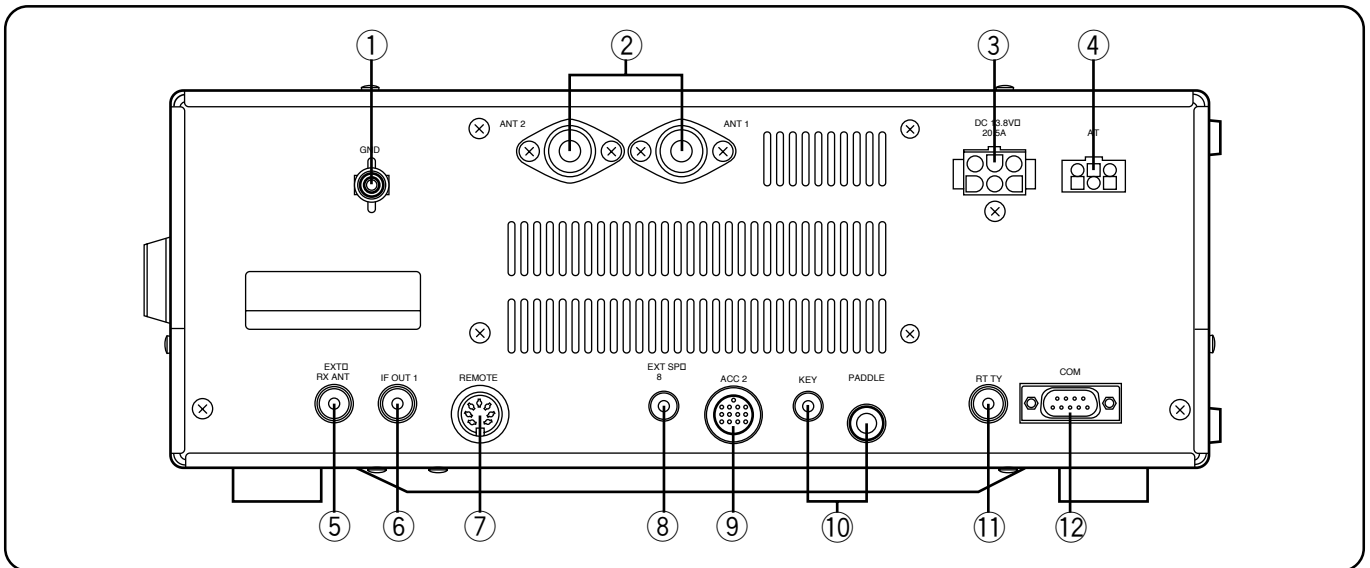 ① ② ③ ④
ANT 2
ANT 1
DC 13.8V□
20.5A
AT
GND
EXT□
RX ANT
IF OUT 1
REMOTE
EXT SP□
8
ACC 2
KEY
PADDLE
RT TY
COM
⑤ ⑥ ⑦ ⑧ ⑨ ⑩ ⑪ ⑫